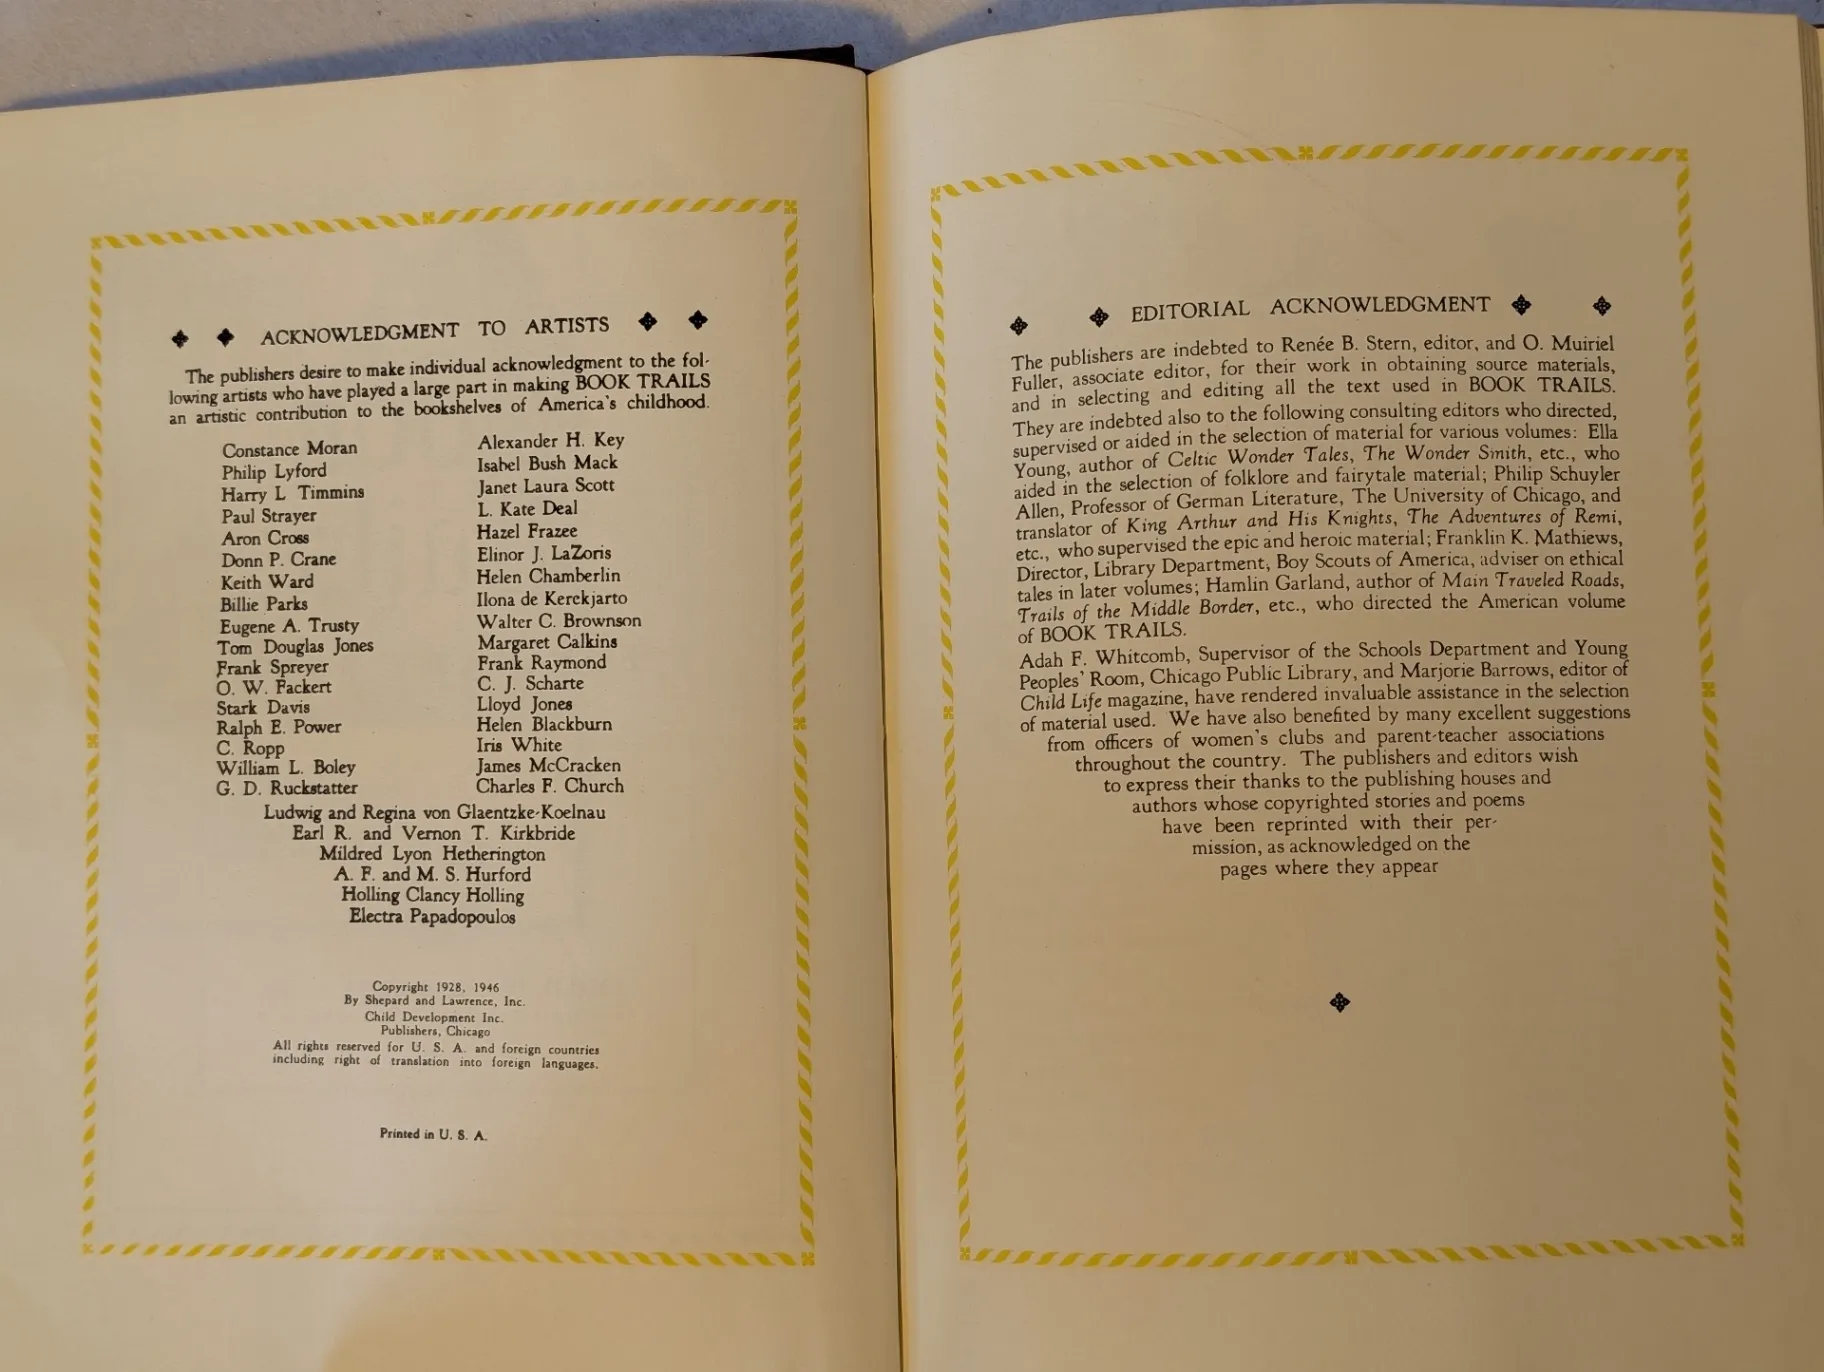 ACKNOWLEDGMENT TO ARTISTS
The publishers desire to make individual acknowledgment to the fol-
lowing artists who have played a large part in making BOOK TRAILS
an artistic contribution to the bookshelves of America's childhood.
Constance Moran
Philip Lyford
Harry L Timmins
Paul Strayer
Aron Cross
Donn P. Crane
Keith Ward
Billie Parks
Eugene A. Trusty
Tom Douglas Jones
Frank Spreyer
O. W. Fackert
Stark Davis
Ralph E. Power
C. Ropp
William L. Boley
G. D. Ruckstatter
Alexander H. Key
Isabel Bush Mack
Janet Laura Scott
L. Kate Deal
Hazel Frazee
Elinor J. LaZoris
Helen Chamberlin
Ilona de Kerckjarto
Walter C. Brownson
Margaret Calkins
Frank Raymond
C. J. Scharte
Lloyd Jones
Helen Blackburn
Iris White
James McCracken
Charles F. Church
Ludwig and Regina von Glaentzke-Koelnau
Earl R. and Vernon T. Kirkbride
Mildred Lyon Hetherington
A. F. and M. S. Hurford
Holling Clancy Holling
Electra Papadopoulos
Copyright 1928, 1946
By Shepard and Lawrence, Inc.
Child Development Inc.
Publishers, Chicago
All rights reserved for U. S. A. and foreign countries
including right of translation into foreign languages.
Printed in U. S. A.
EDITORIAL ACKNOWLEDGMENT
The publishers are indebted to Renée B. Stern, editor, and O. Muiriel
Fuller, associate editor, for their work in obtaining source materials,
and in selecting and editing all the text used in BOOK TRAILS.
They are indebted also to the following consulting editors who directed,
supervised or aided in the selection of material for various volumes: Ella
Young, author of Celtic Wonder Tales, The Wonder Smith, etc., who
aided in the selection of folklore and fairytale material; Philip Schuyler
Allen, Professor of German Literature, The University of Chicago, and
translator of King Arthur and His Knights, The Adventures of Remi,
etc., who supervised the epic and heroic material; Franklin K. Mathiews,
Director, Library Department, Boy Scouts of America, adviser on ethical
tales in later volumes; Hamlin Garland, author of Main Traveled Roads,
Trails of the Middle Border, etc., who directed the American volume
of BOOK TRAILS.
Adah F. Whitcomb, Supervisor of the Schools Department and Young
Peoples' Room, Chicago Public Library, and Marjorie Barrows, editor of
Child Life magazine, have rendered invaluable assistance in the selection
of material used. We have also benefited by many excellent suggestions
from officers of women's clubs and parent-teacher associations
throughout the country. The publishers and editors wish
to express their thanks to the publishing houses and
authors whose copyrighted stories and poems
have been reprinted with their per-
mission, as acknowledged on the
pages where they appear